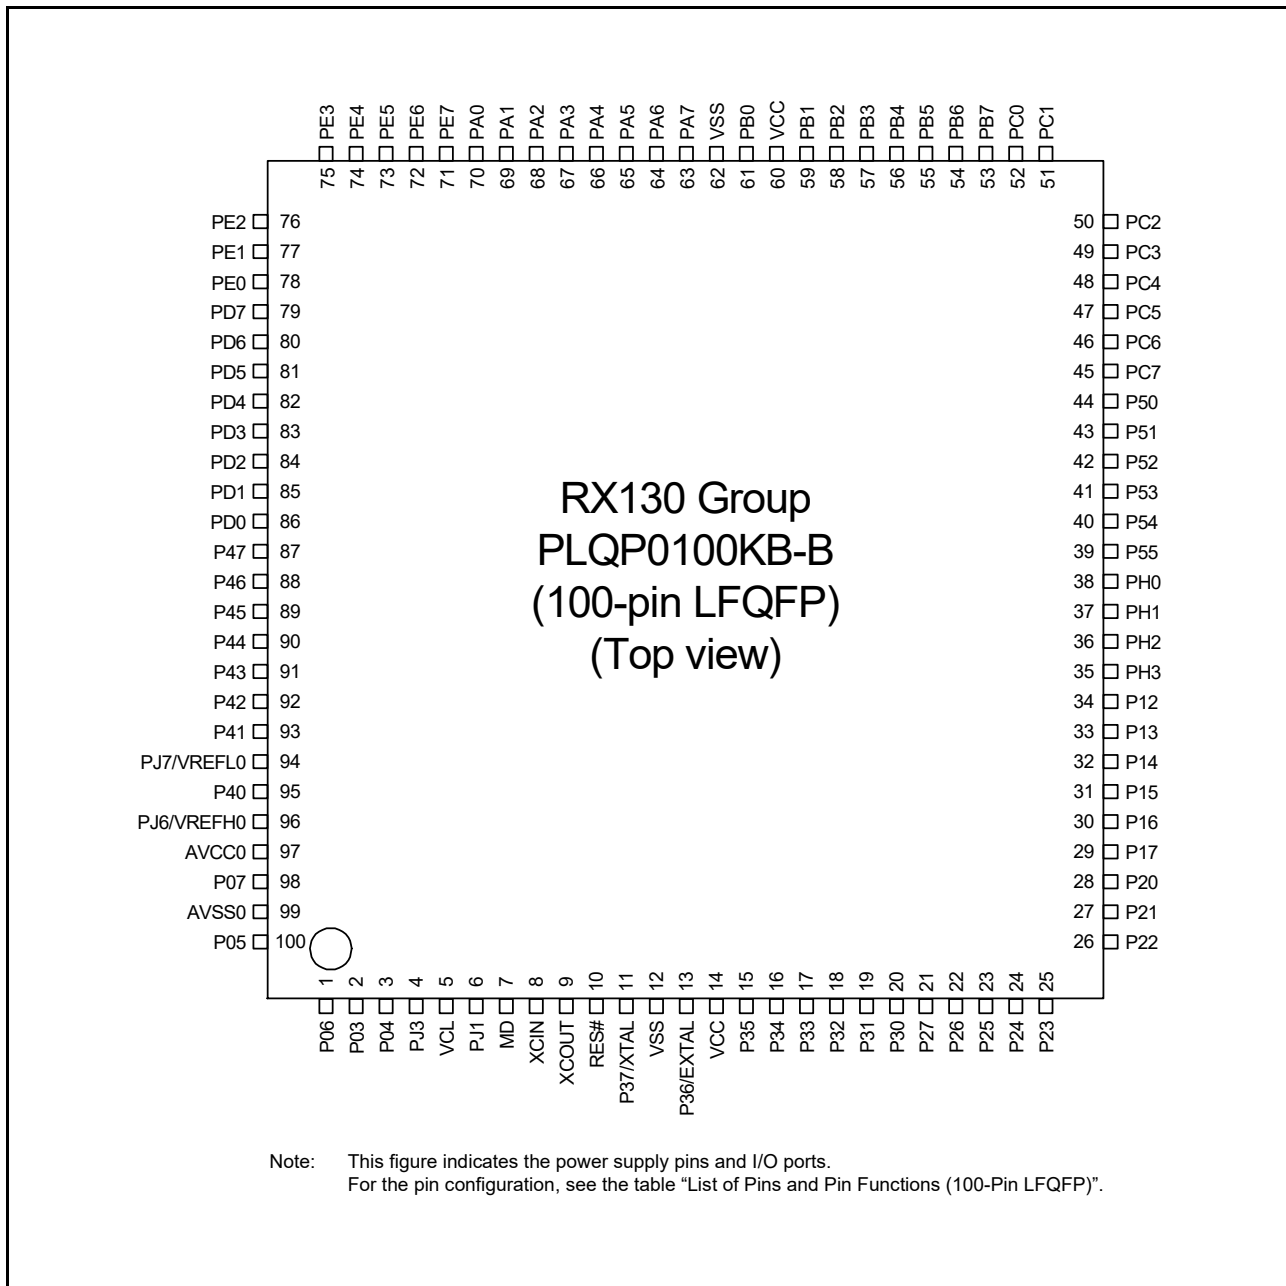 PE3 PE4 PE5 PE6 PE7 PA0 PA1 PA2 PA3 PA4 PA5 PA6 PA7 VSS PB0 VCC PB1 PB2 PB3 PB4 PB5 PB6 PB7 PC0 PC1
75 74 73 72 71 70 69 68 67 66 65 64 63 62 61 60 59 58 57 56 55 54 53 52 51
PE2 76
PE1 77
PE0 78
PD7 79
PD6 80
PD5 81
PD4 82
PD3 83
PD2 84
PD1 85
PD0 86
P47 87
P46 88
P45 89
P44 90
P43 91
P42 92
P41 93
PJ7/VREFL0 94
P40 95
PJ6/VREFH0 96
AVCC0 97
P07 98
AVSS0 99
P05 100
RX130 Group
PLQP0100KB-B
(100-pin LFQFP)
(Top view)
50 PC2
49 PC3
48 PC4
47 PC5
46 PC6
45 PC7
44 P50
43 P51
42 P52
41 P53
40 P54
39 P55
38 PH0
37 PH1
36 PH2
35 PH3
34 P12
33 P13
32 P14
31 P15
30 P16
29 P17
28 P20
27 P21
26 P22
1 2 3 4 5 6 7 8 9 10 11 12 13 14 15 16 17 18 19 20 21 22 23 24 25
P06 P03 P04 PJ3 VCL PJ1 MD XCIN XCOUT RES# P37/XTAL VSS P36/EXTAL VCC P35 P34 P33 P32 P31 P30 P27 P26 P25 P24 P23
Note: This figure indicates the power supply pins and I/O ports.
For the pin configuration, see the table “List of Pins and Pin Functions (100-Pin LFQFP)”.